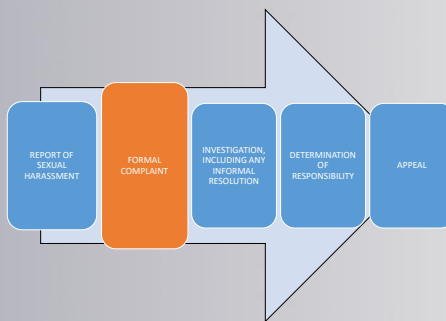 REPORT OF
SEXUAL
HARASSMENT
FORMAL
COMPLAINT
INVESTIGATION,
INCLUDING ANY
INFORMAL
RESOLUTION
DETERMINATION
OF
RESPONSIBILITY
APPEAL